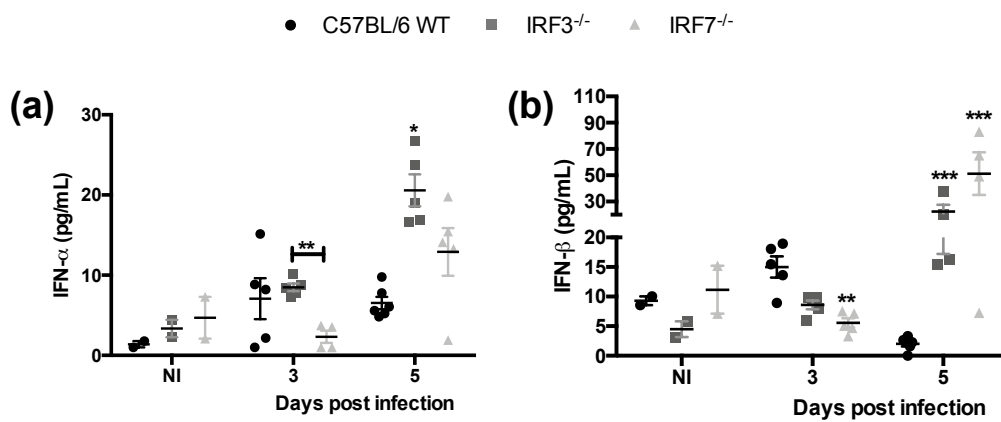 C57BL/6 WT IRF3-/- IRF7-/-
(a)
IFN-α (pg/mL)
30
20
10
0
*
**
NI 3 5
Days post infection
(b)
IFN-β (pg/mL)
110
90
70
50
30
20
15
10
5
0
***
***
**
NI 3 5
Days post infection